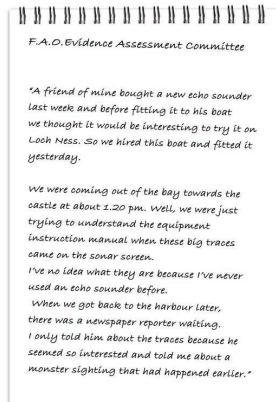 F.A.O.Evidence Assessment Committee
"A friend of mine bought a new echo sounder
last week and before fitting it to his boat
we thought it would be interesting to try it on
Loch Ness. So we hired this boat and fitted it
yesterday.
We were coming out of the bay towards the
castle at about 1.20 pm. Well, we were just
trying to understand the equipment
instruction manual when these big traces
came on the sonar screen.
I've no idea what they are because I've never
used an echo sounder before.
When we got back to the harbour later,
there was a newspaper reporter waiting.
I only told him about the traces because he
seemed so interested and told me about a
monster sighting that had happened earlier."